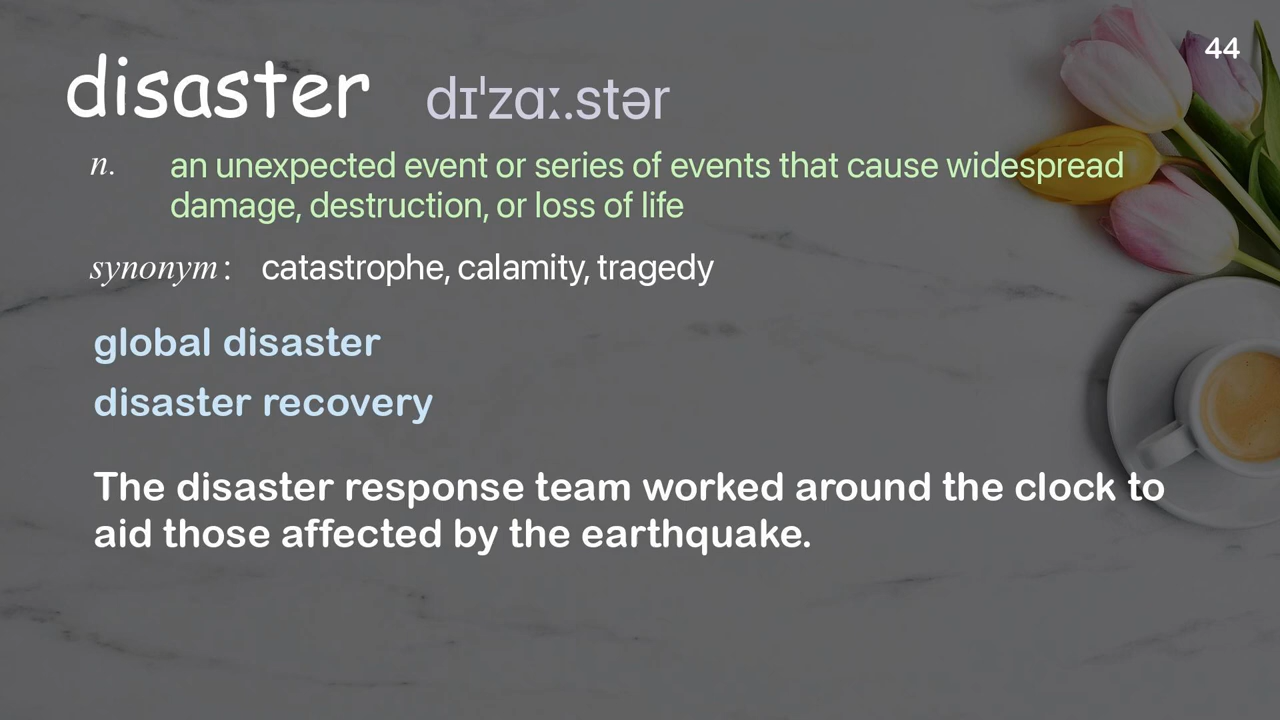 44
disaster dɪˈzɑː.stər
n. an unexpected event or series of events that cause widespread
damage, destruction, or loss of life
synonym: catastrophe, calamity, tragedy
global disaster
disaster recovery
The disaster response team worked around the clock to
aid those affected by the earthquake.